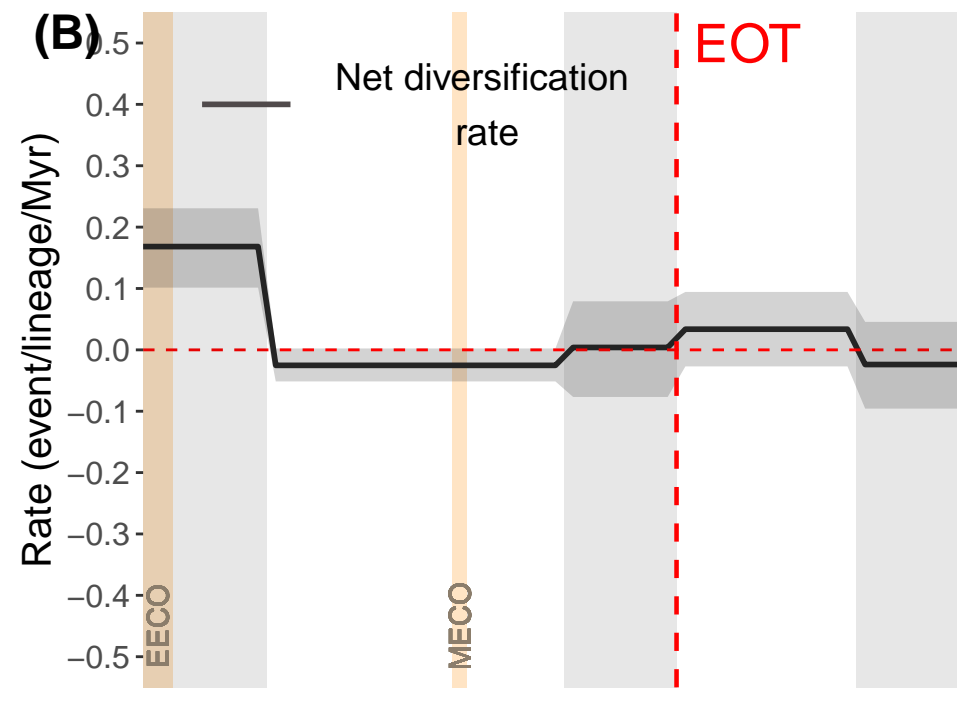 (B)
0.5
EOT
Net diversification
rate
0.4
0.3
0.2
0.1
0.0
−0.1
−0.2
−0.3
−0.4
−0.5
Rate (event/lineage/Myr)
EECO
MECO